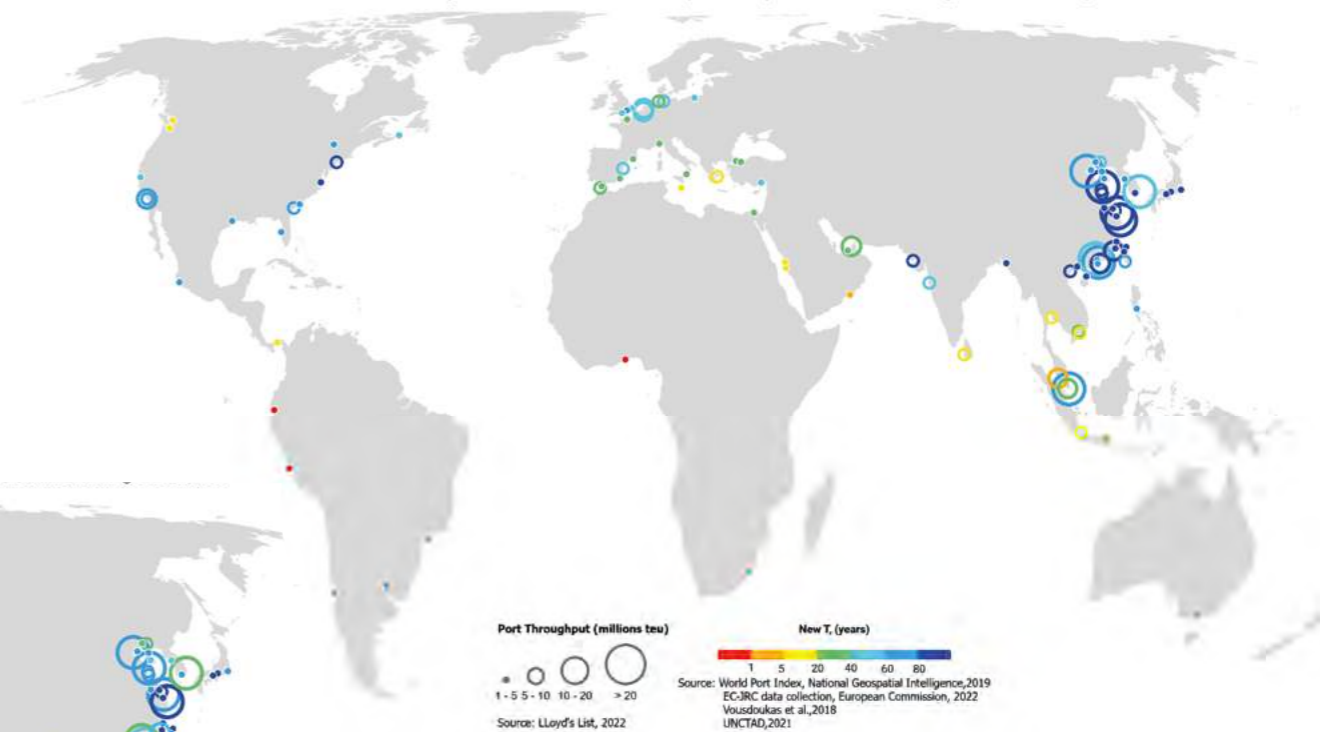 Port Throughput (millions teu)
1 - 5 5 - 10 10 - 20 > 20
Source: LLoyd's List, 2022
New T, (years)
1 5 20 40 60 80
Source: World Port Index, National Geospatial Intelligence,2019
EC-JRC data collection, European Commission, 2022
Vousdoukas et al.,2018
UNCTAD,2021